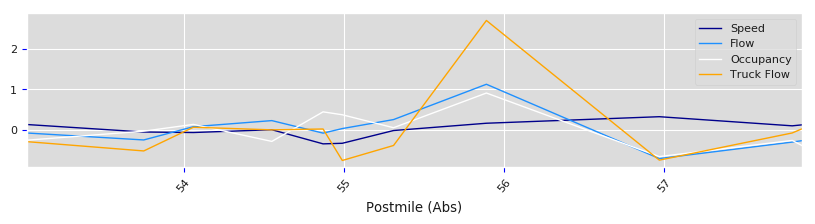 2
1
0
Speed
Flow
Occupancy
Truck Flow
54
55
56
57
Postmile (Abs)